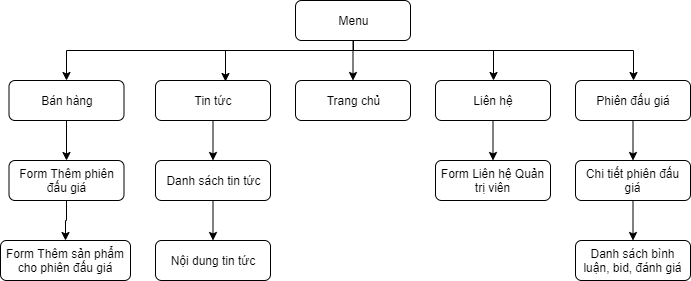 Menu
Bán hàng
Tin tức
Trang chủ
Liên hệ
Phiên đấu giá
Form Thêm phiên
đấu giá
Danh sách tin tức
Form Liên hệ Quản
trị viên
Chi tiết phiên đấu
giá
Form Thêm sản phẩm
cho phiên đấu giá
Nội dung tin tức
Danh sách bình
luận, bid, đánh giá